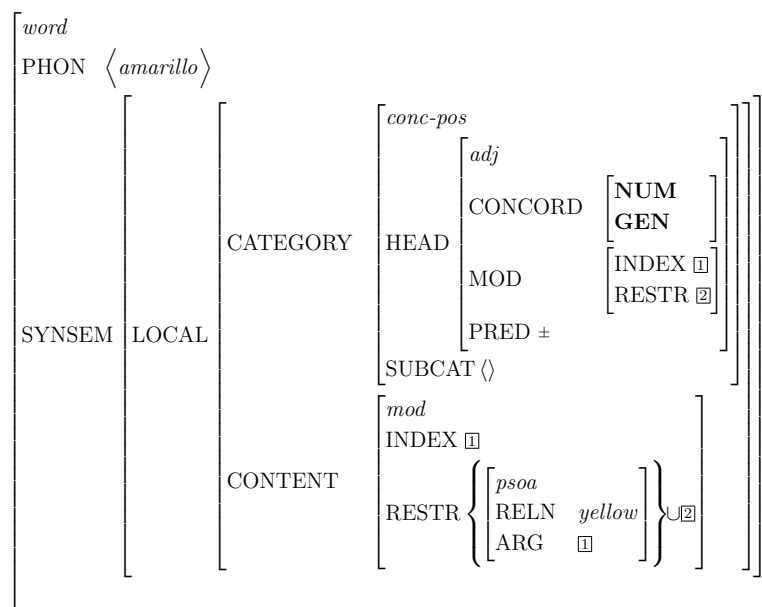 word
PHON ⟨amarillo⟩
conc-pos
adj
CONCORD NUM
GEN
CATEGORY HEAD
MOD INDEX 1
RESTR 2
PRED ±
SYNSEM LOCAL
SUBCAT ⟨⟩
mod
INDEX 1
CONTENT
psoa
RESTR { RELN yellow } ∪ 2
ARG 1